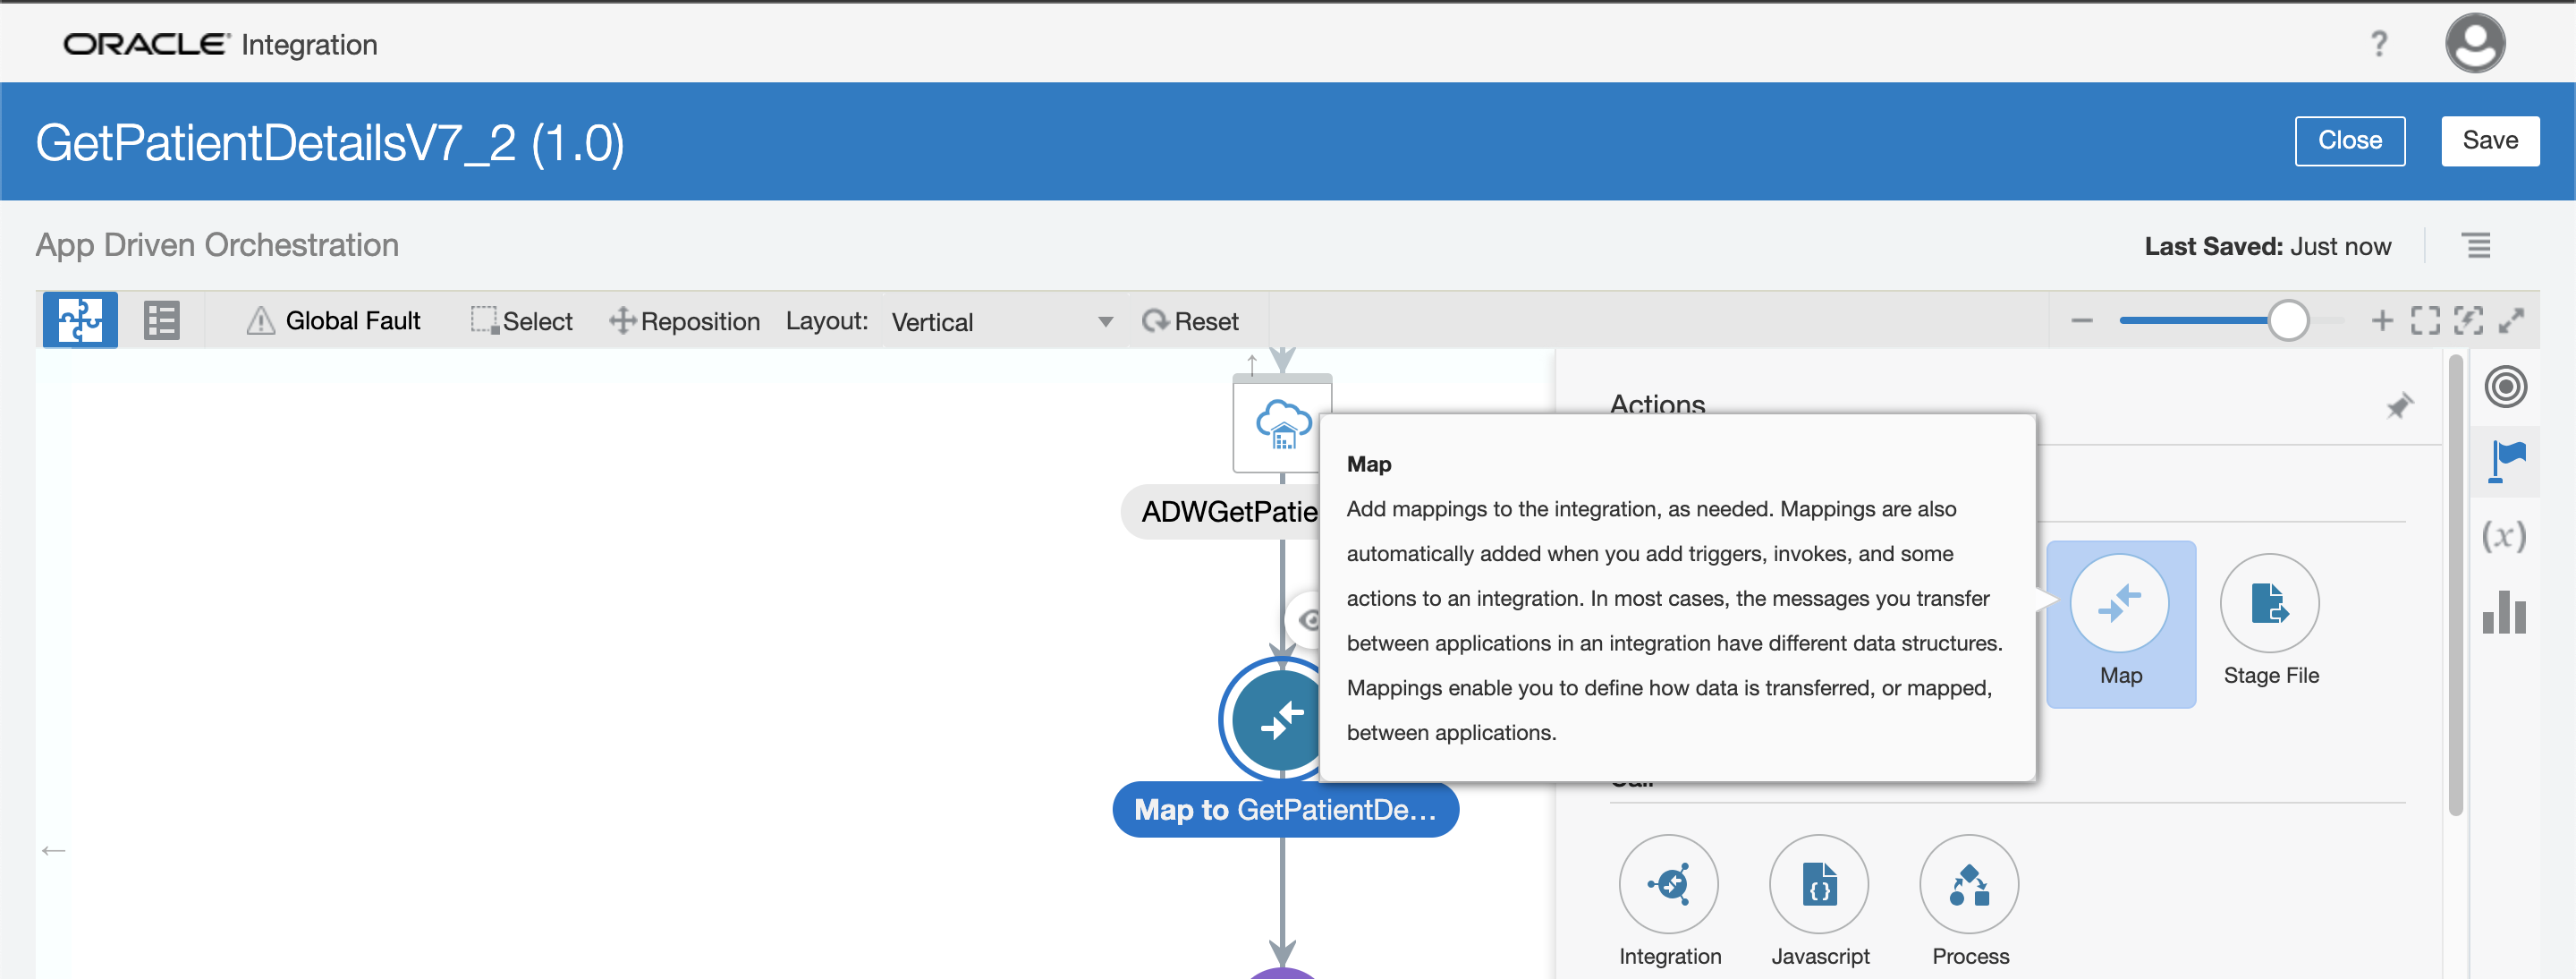 ORACLE Integration
?
GetPatientDetailsV7_2 (1.0)
Close
Save
App Driven Orchestration
Last Saved: Just now
Global Fault
Select
Reposition
Layout:
Vertical
Reset
Actions
ADWGetPatie
Map
Add mappings to the integration, as needed. Mappings are also
automatically added when you add triggers, invokes, and some
actions to an integration. In most cases, the messages you transfer
between applications in an integration have different data structures.
Mappings enable you to define how data is transferred, or mapped,
between applications.
(x)
Map
Stage File
Map to GetPatientDe...
Integration
Javascript
Process